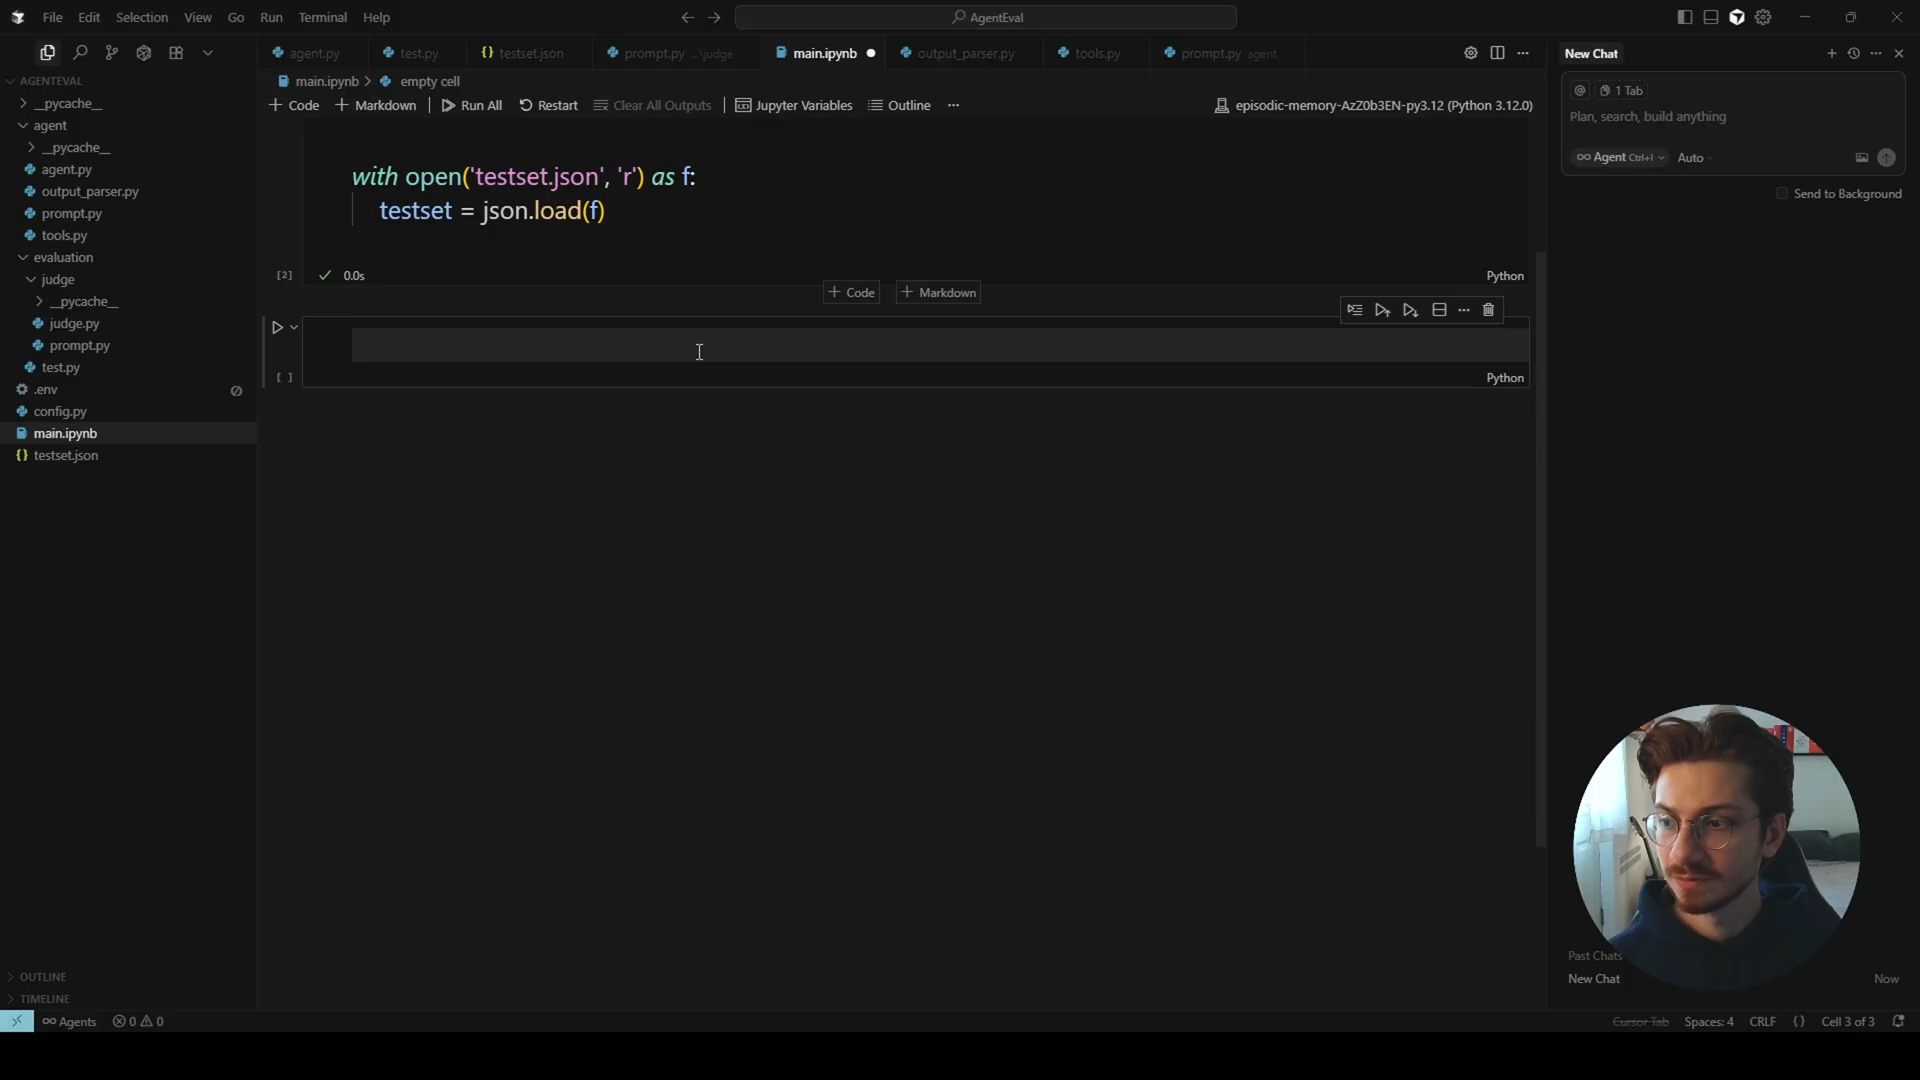 File Edit Selection View Go Run Terminal Help
AgentEval
agent.py
test.py
testset.json
prompt.py ...\judge
main.ipynb
output_parser.py
tools.py
prompt.py agent
main.ipynb > empty cell
+ Code + Markdown Run All Restart Clear All Outputs Jupyter Variables Outline ...
episodic-memory-AzZ0b3EN-py3.12 (Python 3.12.0)
AGENTEVAL
__pycache__
agent
__pycache__
agent.py
output_parser.py
prompt.py
tools.py
evaluation
judge
__pycache__
judge.py
prompt.py
test.py
.env
config.py
main.ipynb
testset.json
OUTLINE
TIMELINE
with open('testset.json', 'r') as f:
testset = json.load(f)
[2] 0.0s Python
+ Code + Markdown
[ ] Python
New Chat
@ 1 Tab
Plan, search, build anything
Agent Ctrl+I Auto
Send to Background
Past Chats
New Chat Now
Agents 0 0
Cursor Tab Spaces: 4 CRLF {} Cell 3 of 3